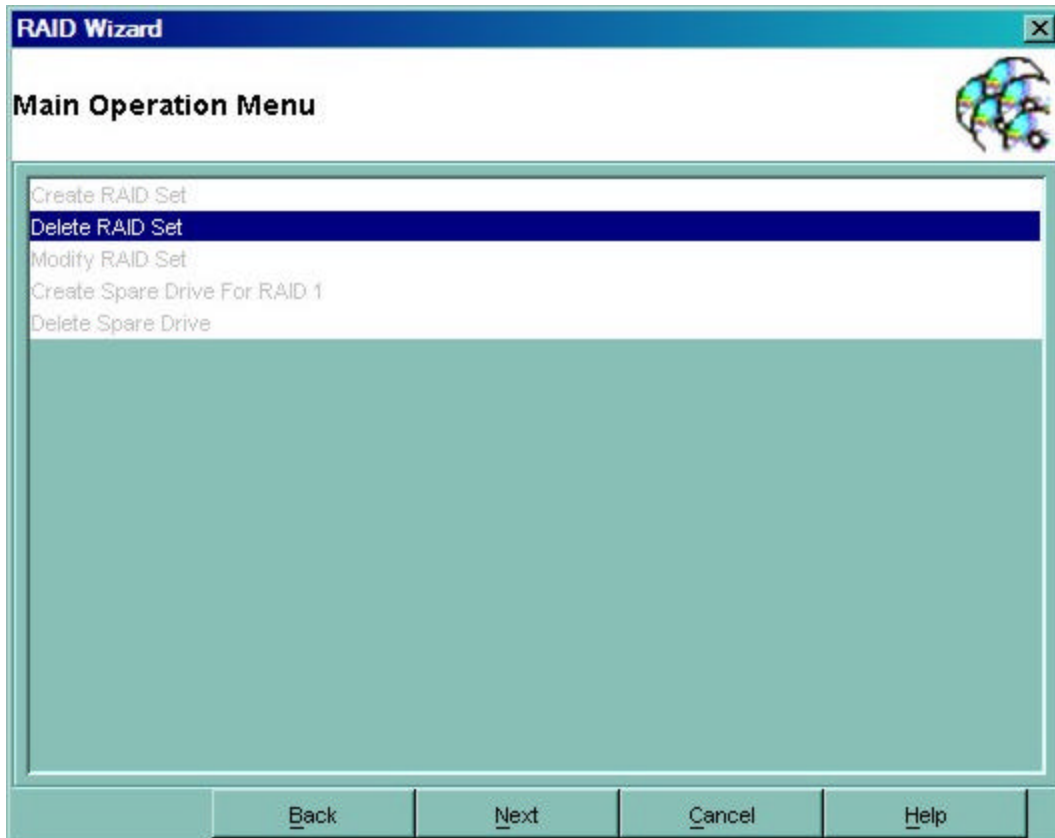 RAID Wizard
Main Operation Menu
Create RAID Set
Delete RAID Set
Modify RAID Set
Create Spare Drive For RAID 1
Delete Spare Drive
Back Next Cancel Help